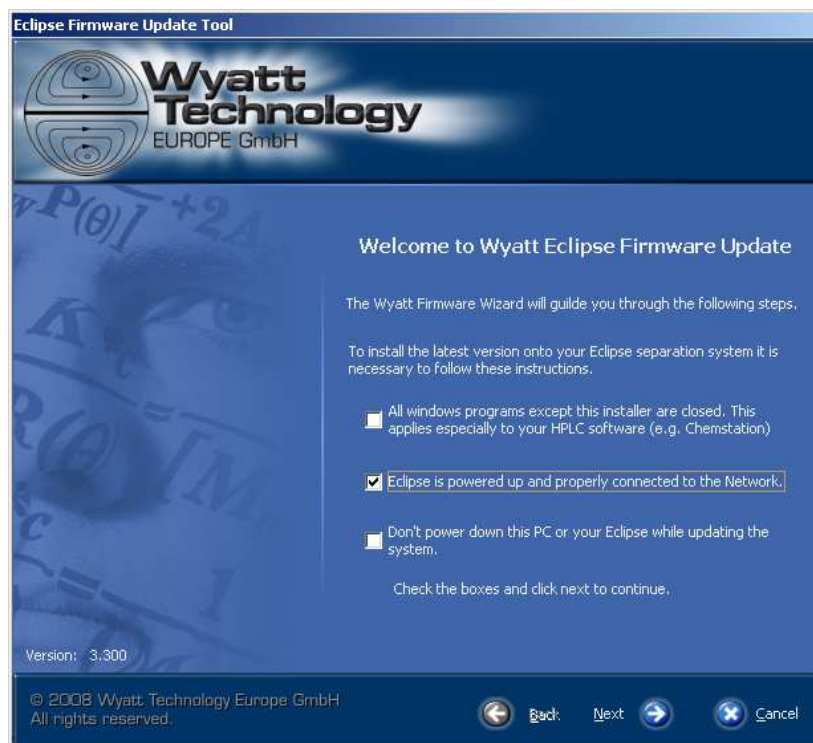 Eclipse Firmware Update Tool
Wyatt
Technology
EUROPE GmbH
Welcome to Wyatt Eclipse Firmware Update
The Wyatt Firmware Wizard will guilde you through the following steps.
To install the latest version onto your Eclipse separation system it is
necessary to follow these instructions.
All windows programs except this installer are closed. This
applies especially to your HPLC software (e.g. Chemstation)
Eclipse is powered up and properly connected to the Network.
Don't power down this PC or your Eclipse while updating the
system.
Check the boxes and click next to continue.
Version: 3.300
© 2008 Wyatt Technology Europe GmbH
All rights reserved.
Back Next Cancel